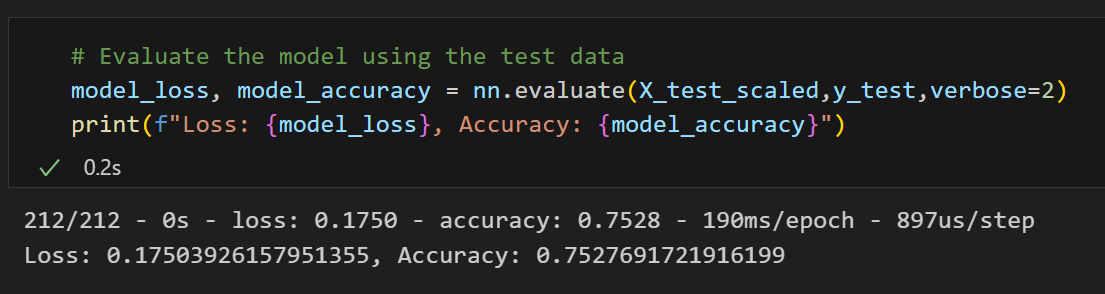 # Evaluate the model using the test data
model_loss, model_accuracy = nn.evaluate(X_test_scaled,y_test,verbose=2)
print(f"Loss: {model_loss}, Accuracy: {model_accuracy}")
0.2s
212/212 - 0s - loss: 0.1750 - accuracy: 0.7528 - 190ms/epoch - 897us/step
Loss: 0.17503926157951355, Accuracy: 0.7527691721916199